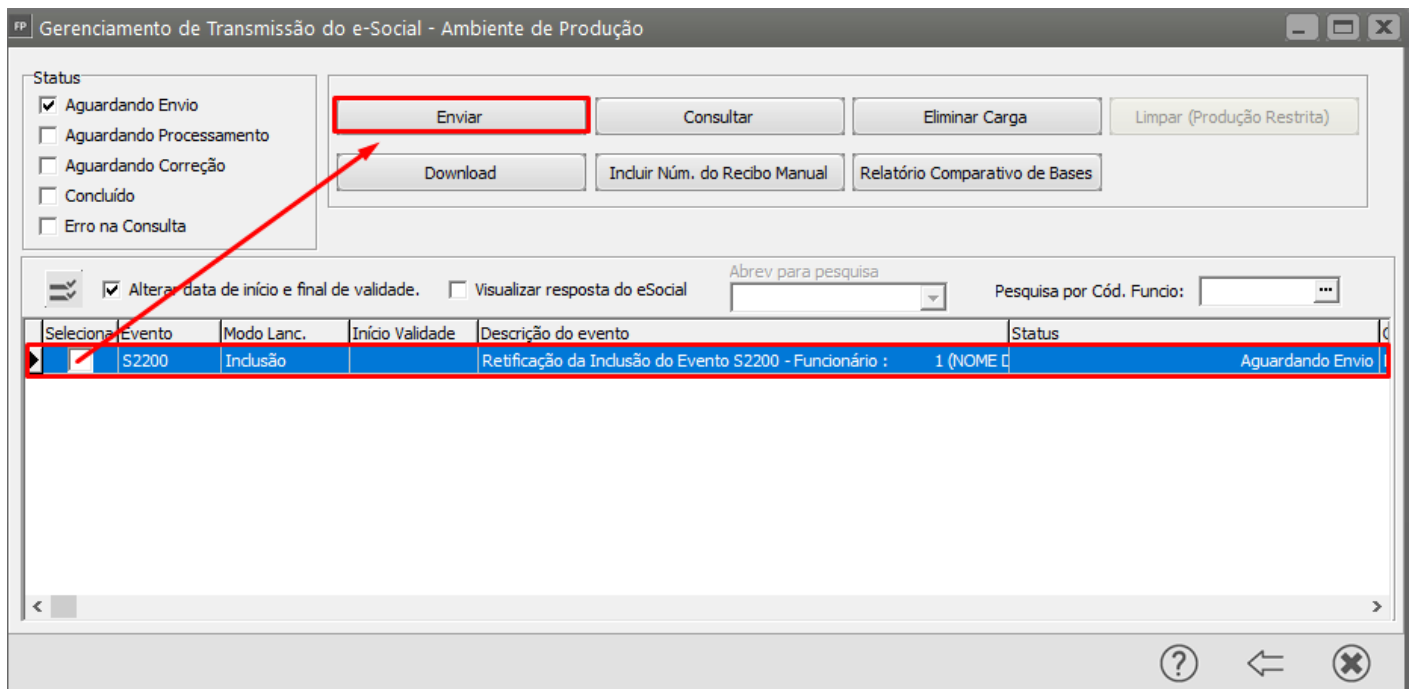 FP Gerenciamento de Transmissão do e-Social - Ambiente de Produção
Status
Aguardando Envio
Aguardando Processamento
Aguardando Correção
Concluído
Erro na Consulta
Enviar Consultar Eliminar Carga Limpar (Produção Restrita)
Download Incluir Núm. do Recibo Manual Relatório Comparativo de Bases
Alterar data de início e final de validade. Visualizar resposta do eSocial Abrev para pesquisa Pesquisa por Cód. Funcio: ...
Seleciona Evento Modo Lanc. Início Validade Descrição do evento Status
S2200 Inclusão Retificação da Inclusão do Evento S2200 - Funcionário : 1 (NOME D Aguardando Envio
?